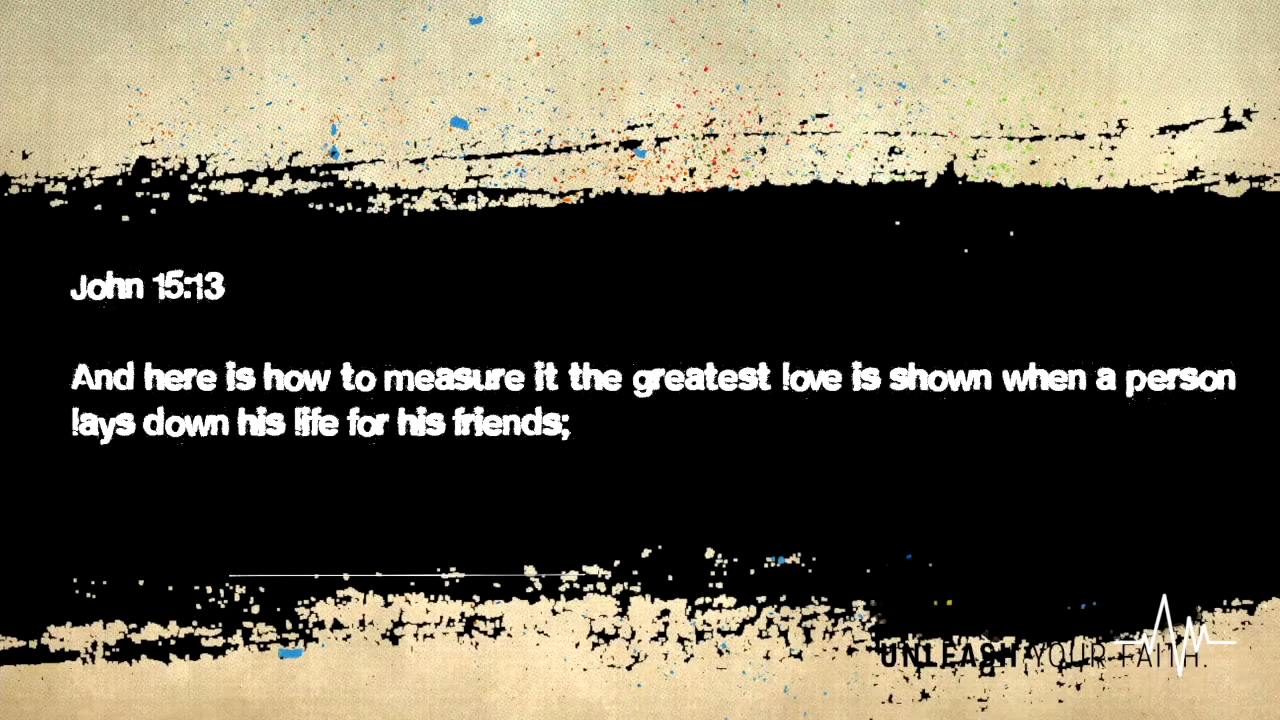 John 15:13
And here is how to measure it the greatest love is shown when a person
lays down his life for his friends;
UNLEASH YOUR FAITH.